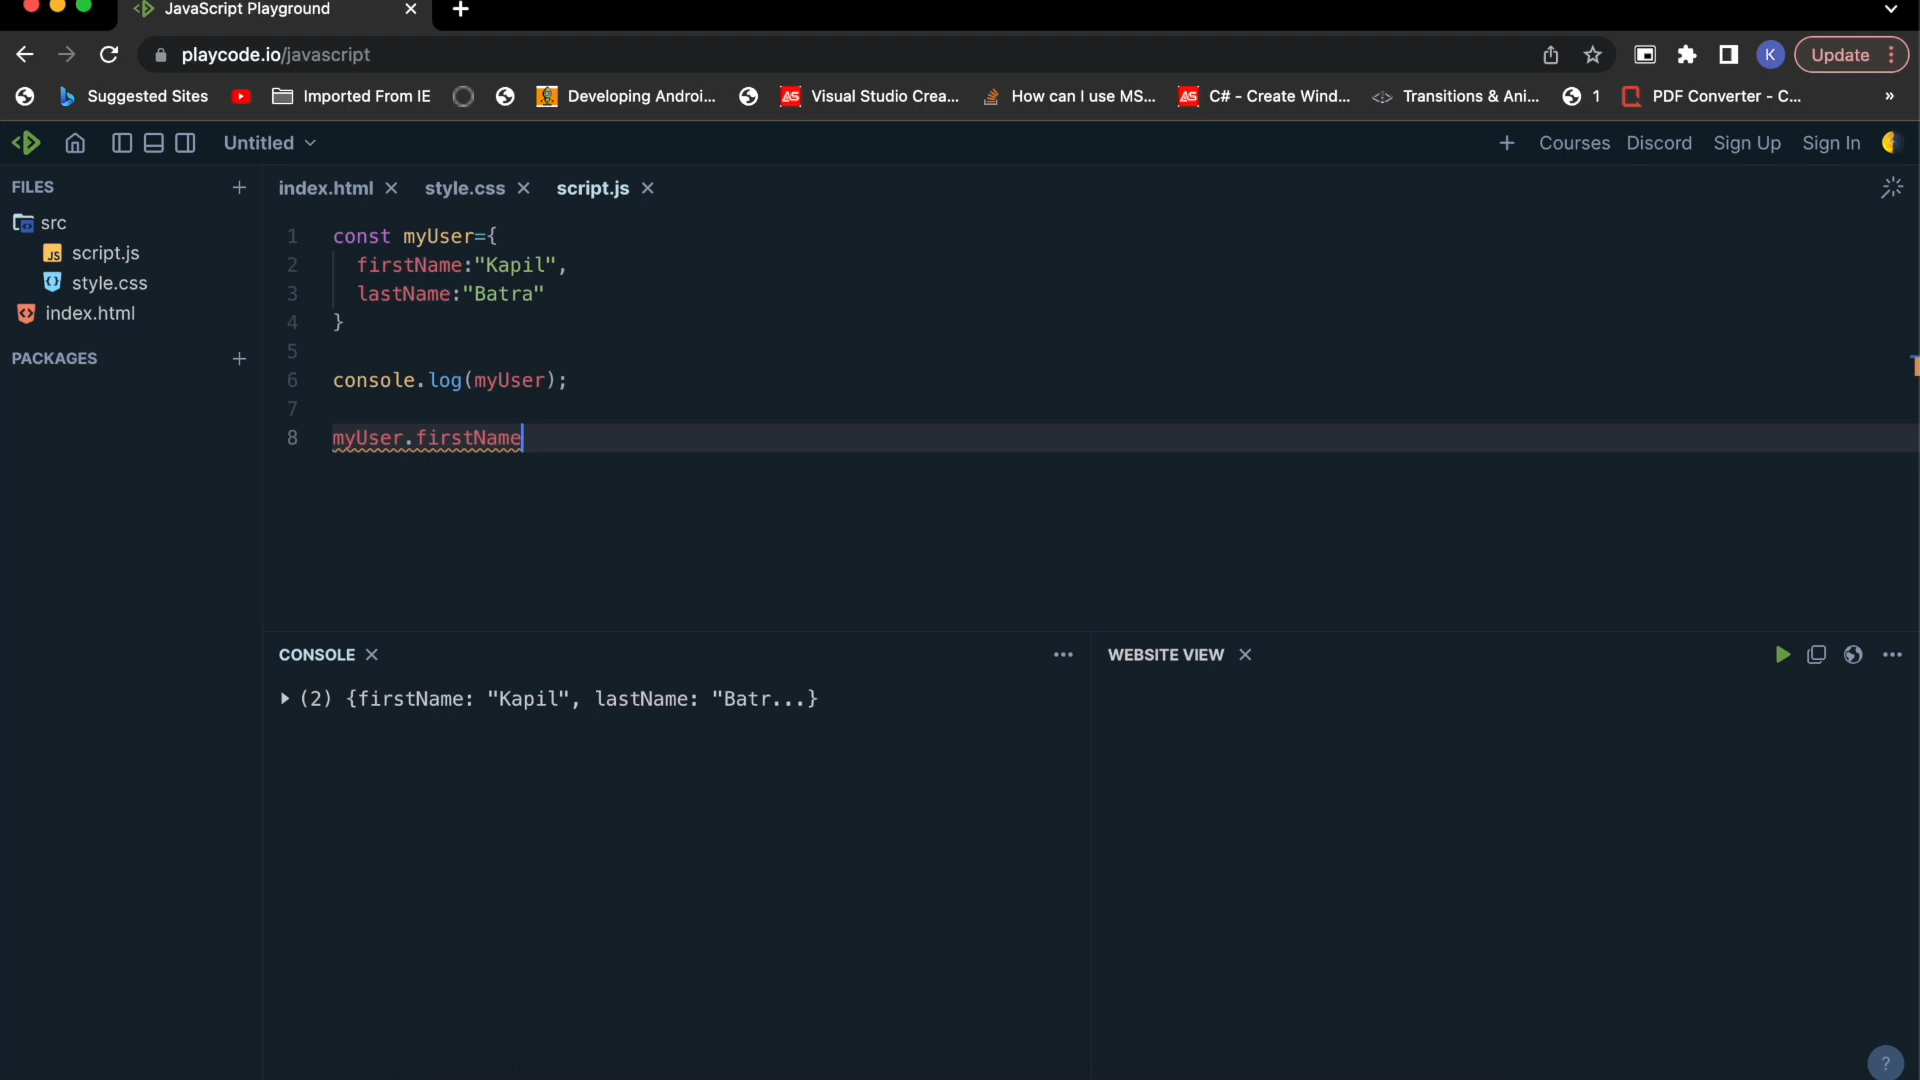 JavaScript Playground
playcode.io/javascript
K
Update
Suggested Sites
Imported From IE
Developing Androi...
Visual Studio Crea...
How can I use MS...
C# - Create Wind...
Transitions & Ani...
1
PDF Converter - C...
»
Untitled
Courses
Discord
Sign Up
Sign In
FILES
src
script.js
style.css
index.html
PACKAGES
index.html
style.css
script.js
1 const myUser={
2 firstName:"Kapil",
3 lastName:"Batra"
4 }
5
6 console.log(myUser);
7
8 myUser.firstName
CONSOLE
(2) {firstName: "Kapil", lastName: "Batr...}
WEBSITE VIEW
?